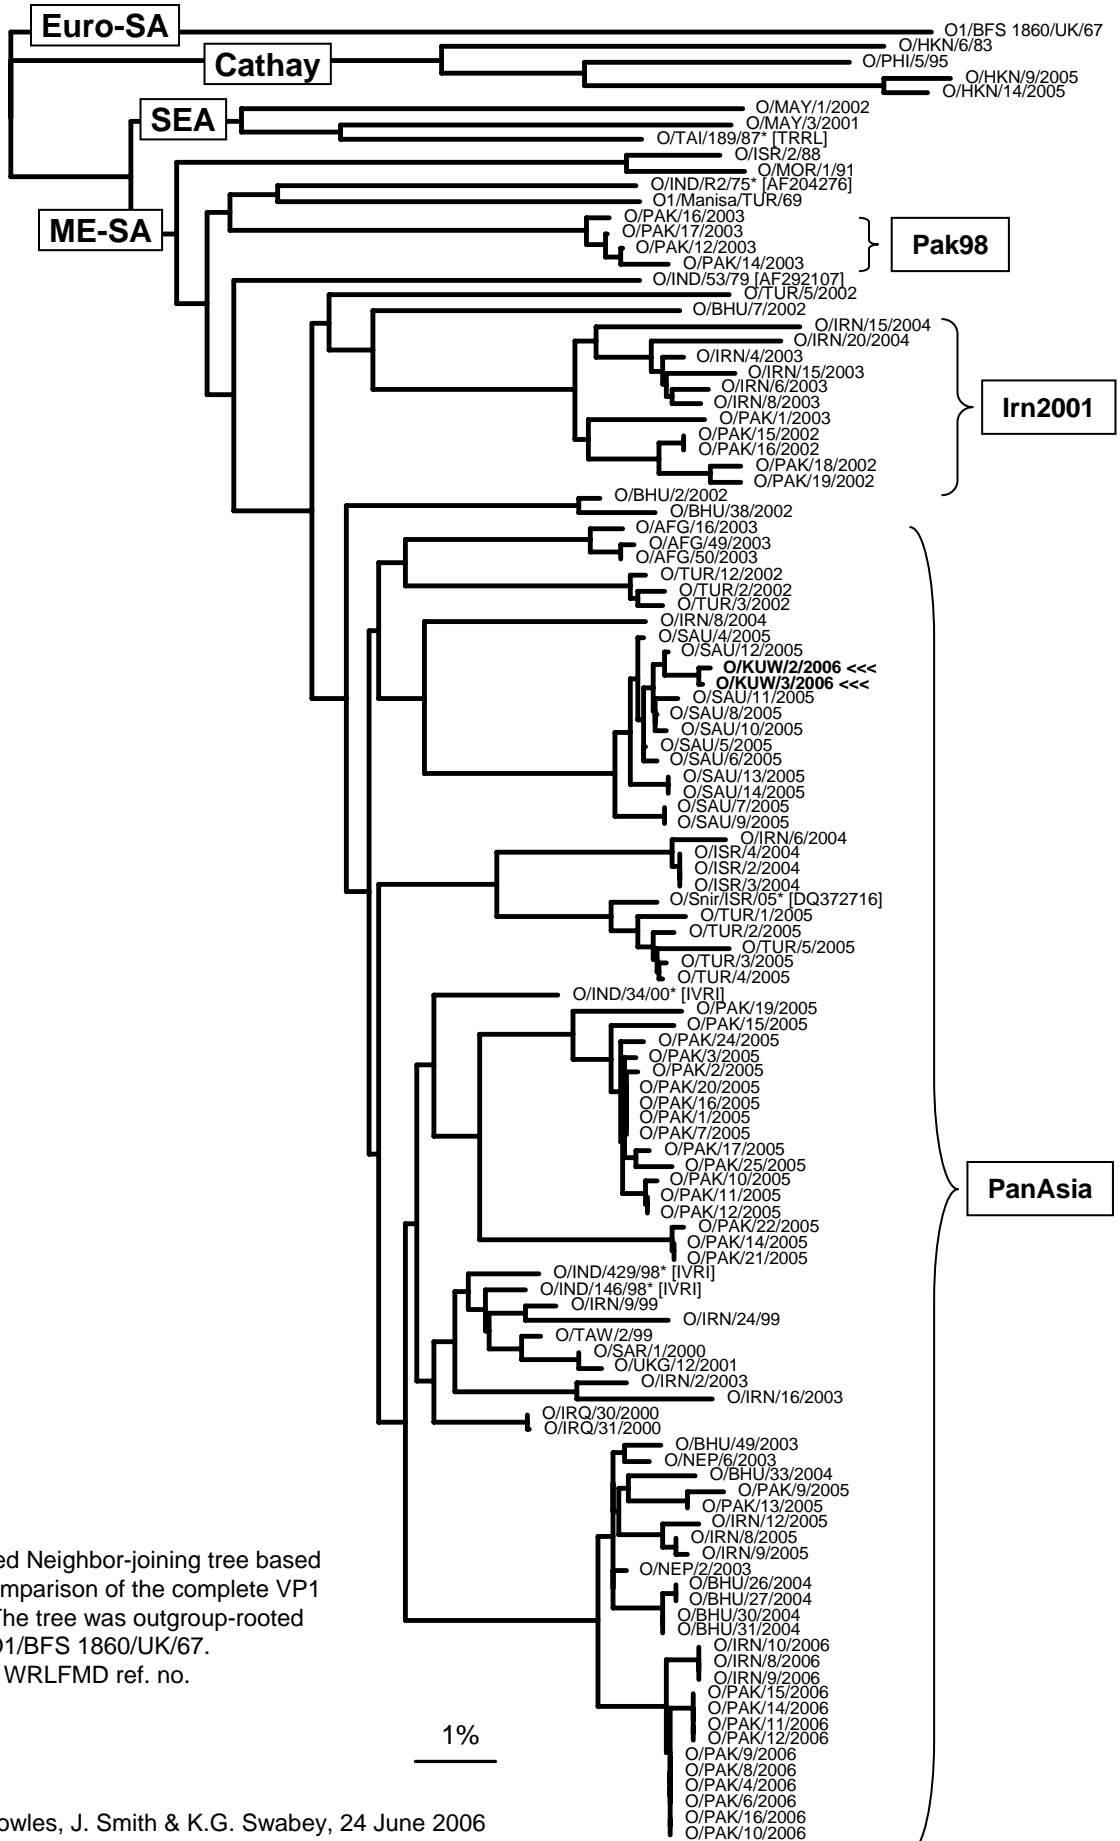 Euro-SA
O1/BFS 1860/UK/67
O/HKN/6/83
Cathay
O/PHI/5/95
O/HKN/9/2005
O/HKN/14/2005
SEA
O/MAY/1/2002
O/MAY/3/2001
O/TAI/189/87* [TRRL]
O/ISR/2/88
O/MOR/1/91
O/IND/R2/75* [AF204276]
O1/Manisa/TUR/69
ME-SA
O/PAK/16/2003
O/PAK/17/2003
O/PAK/12/2003
O/PAK/14/2003
Pak98
O/IND/53/79 [AF292107]
O/TUR/5/2002
O/BHU/7/2002
O/IRN/15/2004
O/IRN/20/2004
O/IRN/4/2003
O/IRN/15/2003
O/IRN/6/2003
O/IRN/8/2003
Irn2001
O/PAK/1/2003
O/PAK/15/2002
O/PAK/16/2002
O/PAK/18/2002
O/PAK/19/2002
O/BHU/2/2002
O/BHU/38/2002
O/AFG/16/2003
O/AFG/49/2003
O/AFG/50/2003
O/TUR/12/2002
O/TUR/2/2002
O/TUR/3/2002
O/IRN/8/2004
O/SAU/4/2005
O/SAU/12/2005
O/KUW/2/2006 <<<
O/KUW/3/2006 <<<
O/SAU/11/2005
O/SAU/8/2005
O/SAU/10/2005
O/SAU/5/2005
O/SAU/6/2005
O/SAU/13/2005
O/SAU/14/2005
O/SAU/7/2005
O/SAU/9/2005
O/IRN/6/2004
O/ISR/4/2004
O/ISR/2/2004
O/ISR/3/2004
O/Snir/ISR/05* [DQ372716]
O/TUR/1/2005
O/TUR/2/2005
O/TUR/5/2005
O/TUR/3/2005
O/TUR/4/2005
O/IND/34/00* [IVRI]
O/PAK/19/2005
O/PAK/15/2005
O/PAK/24/2005
O/PAK/3/2005
O/PAK/2/2005
O/PAK/20/2005
O/PAK/16/2005
O/PAK/1/2005
O/PAK/7/2005
O/PAK/17/2005
O/PAK/25/2005
O/PAK/10/2005
O/PAK/11/2005
O/PAK/12/2005
PanAsia
O/PAK/22/2005
O/PAK/14/2005
O/PAK/21/2005
O/IND/429/98* [IVRI]
O/IND/146/98* [IVRI]
O/IRN/9/99
O/IRN/24/99
O/TAW/2/99
O/SAR/1/2000
O/UKG/12/2001
O/IRN/2/2003
O/IRN/16/2003
O/IRQ/30/2000
O/IRQ/31/2000
O/BHU/49/2003
O/NEP/6/2003
O/BHU/33/2004
O/PAK/9/2005
O/PAK/13/2005
O/IRN/12/2005
O/IRN/8/2005
O/IRN/9/2005
O/NEP/2/2003
O/BHU/26/2004
O/BHU/27/2004
O/BHU/30/2004
O/BHU/31/2004
O/IRN/10/2006
O/IRN/8/2006
O/IRN/9/2006
O/PAK/15/2006
O/PAK/14/2006
O/PAK/11/2006
O/PAK/12/2006
O/PAK/9/2006
O/PAK/8/2006
O/PAK/4/2006
O/PAK/6/2006
O/PAK/16/2006
O/PAK/10/2006
ed Neighbor-joining tree based
mparison of the complete VP1
The tree was outgroup-rooted
O1/BFS 1860/UK/67.
WRLFMD ref. no.
1%
owles, J. Smith & K.G. Swabey, 24 June 2006